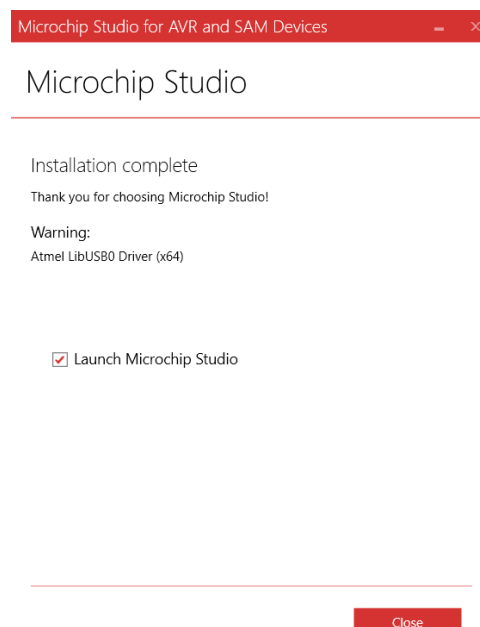 Microchip Studio for AVR and SAM Devices
Microchip Studio
Installation complete
Thank you for choosing Microchip Studio!
Warning:
Atmel LibUSB0 Driver (x64)
Launch Microchip Studio
Close